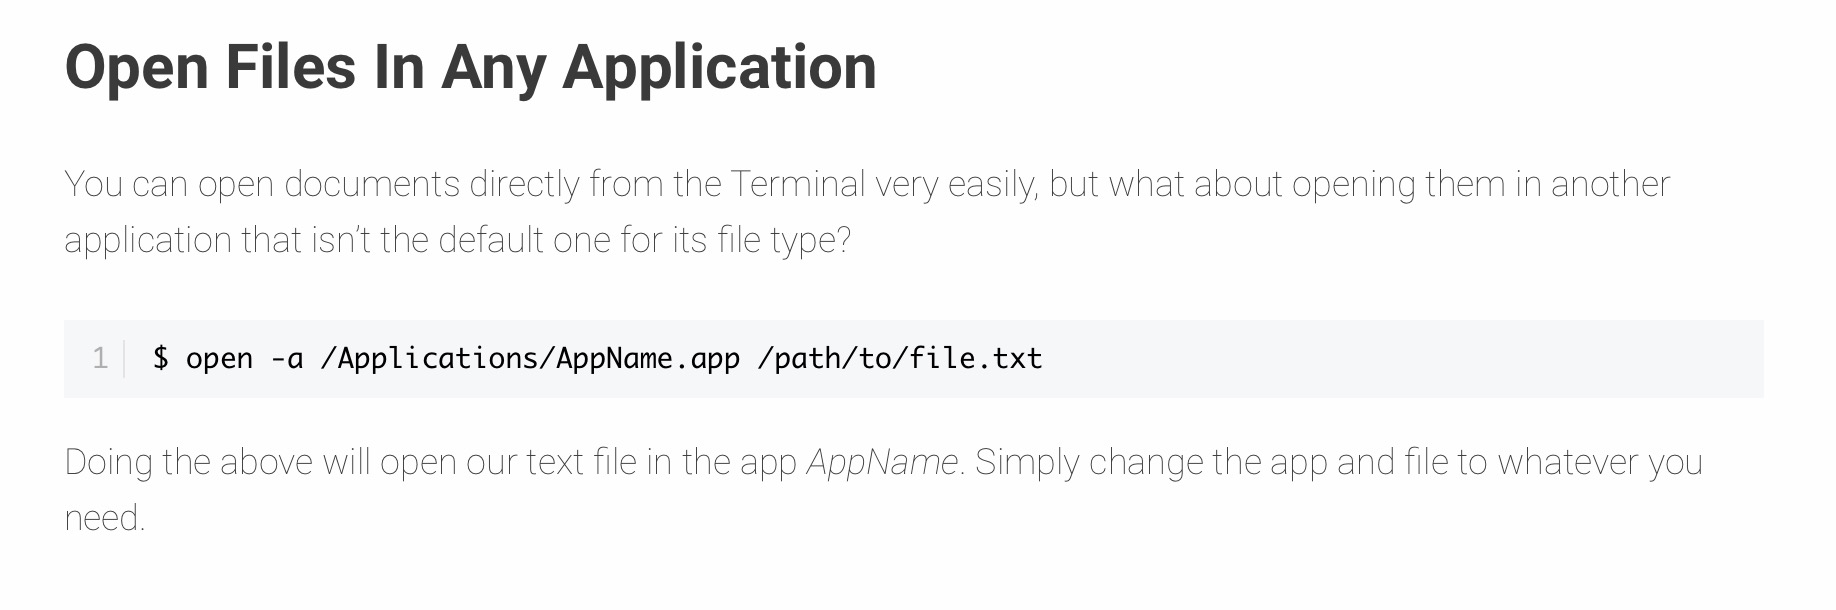 Open Files In Any Application
You can open documents directly from the Terminal very easily, but what about opening them in another
application that isn’t the default one for its file type?
1 $ open -a /Applications/AppName.app /path/to/file.txt
Doing the above will open our text file in the app AppName. Simply change the app and file to whatever you
need.